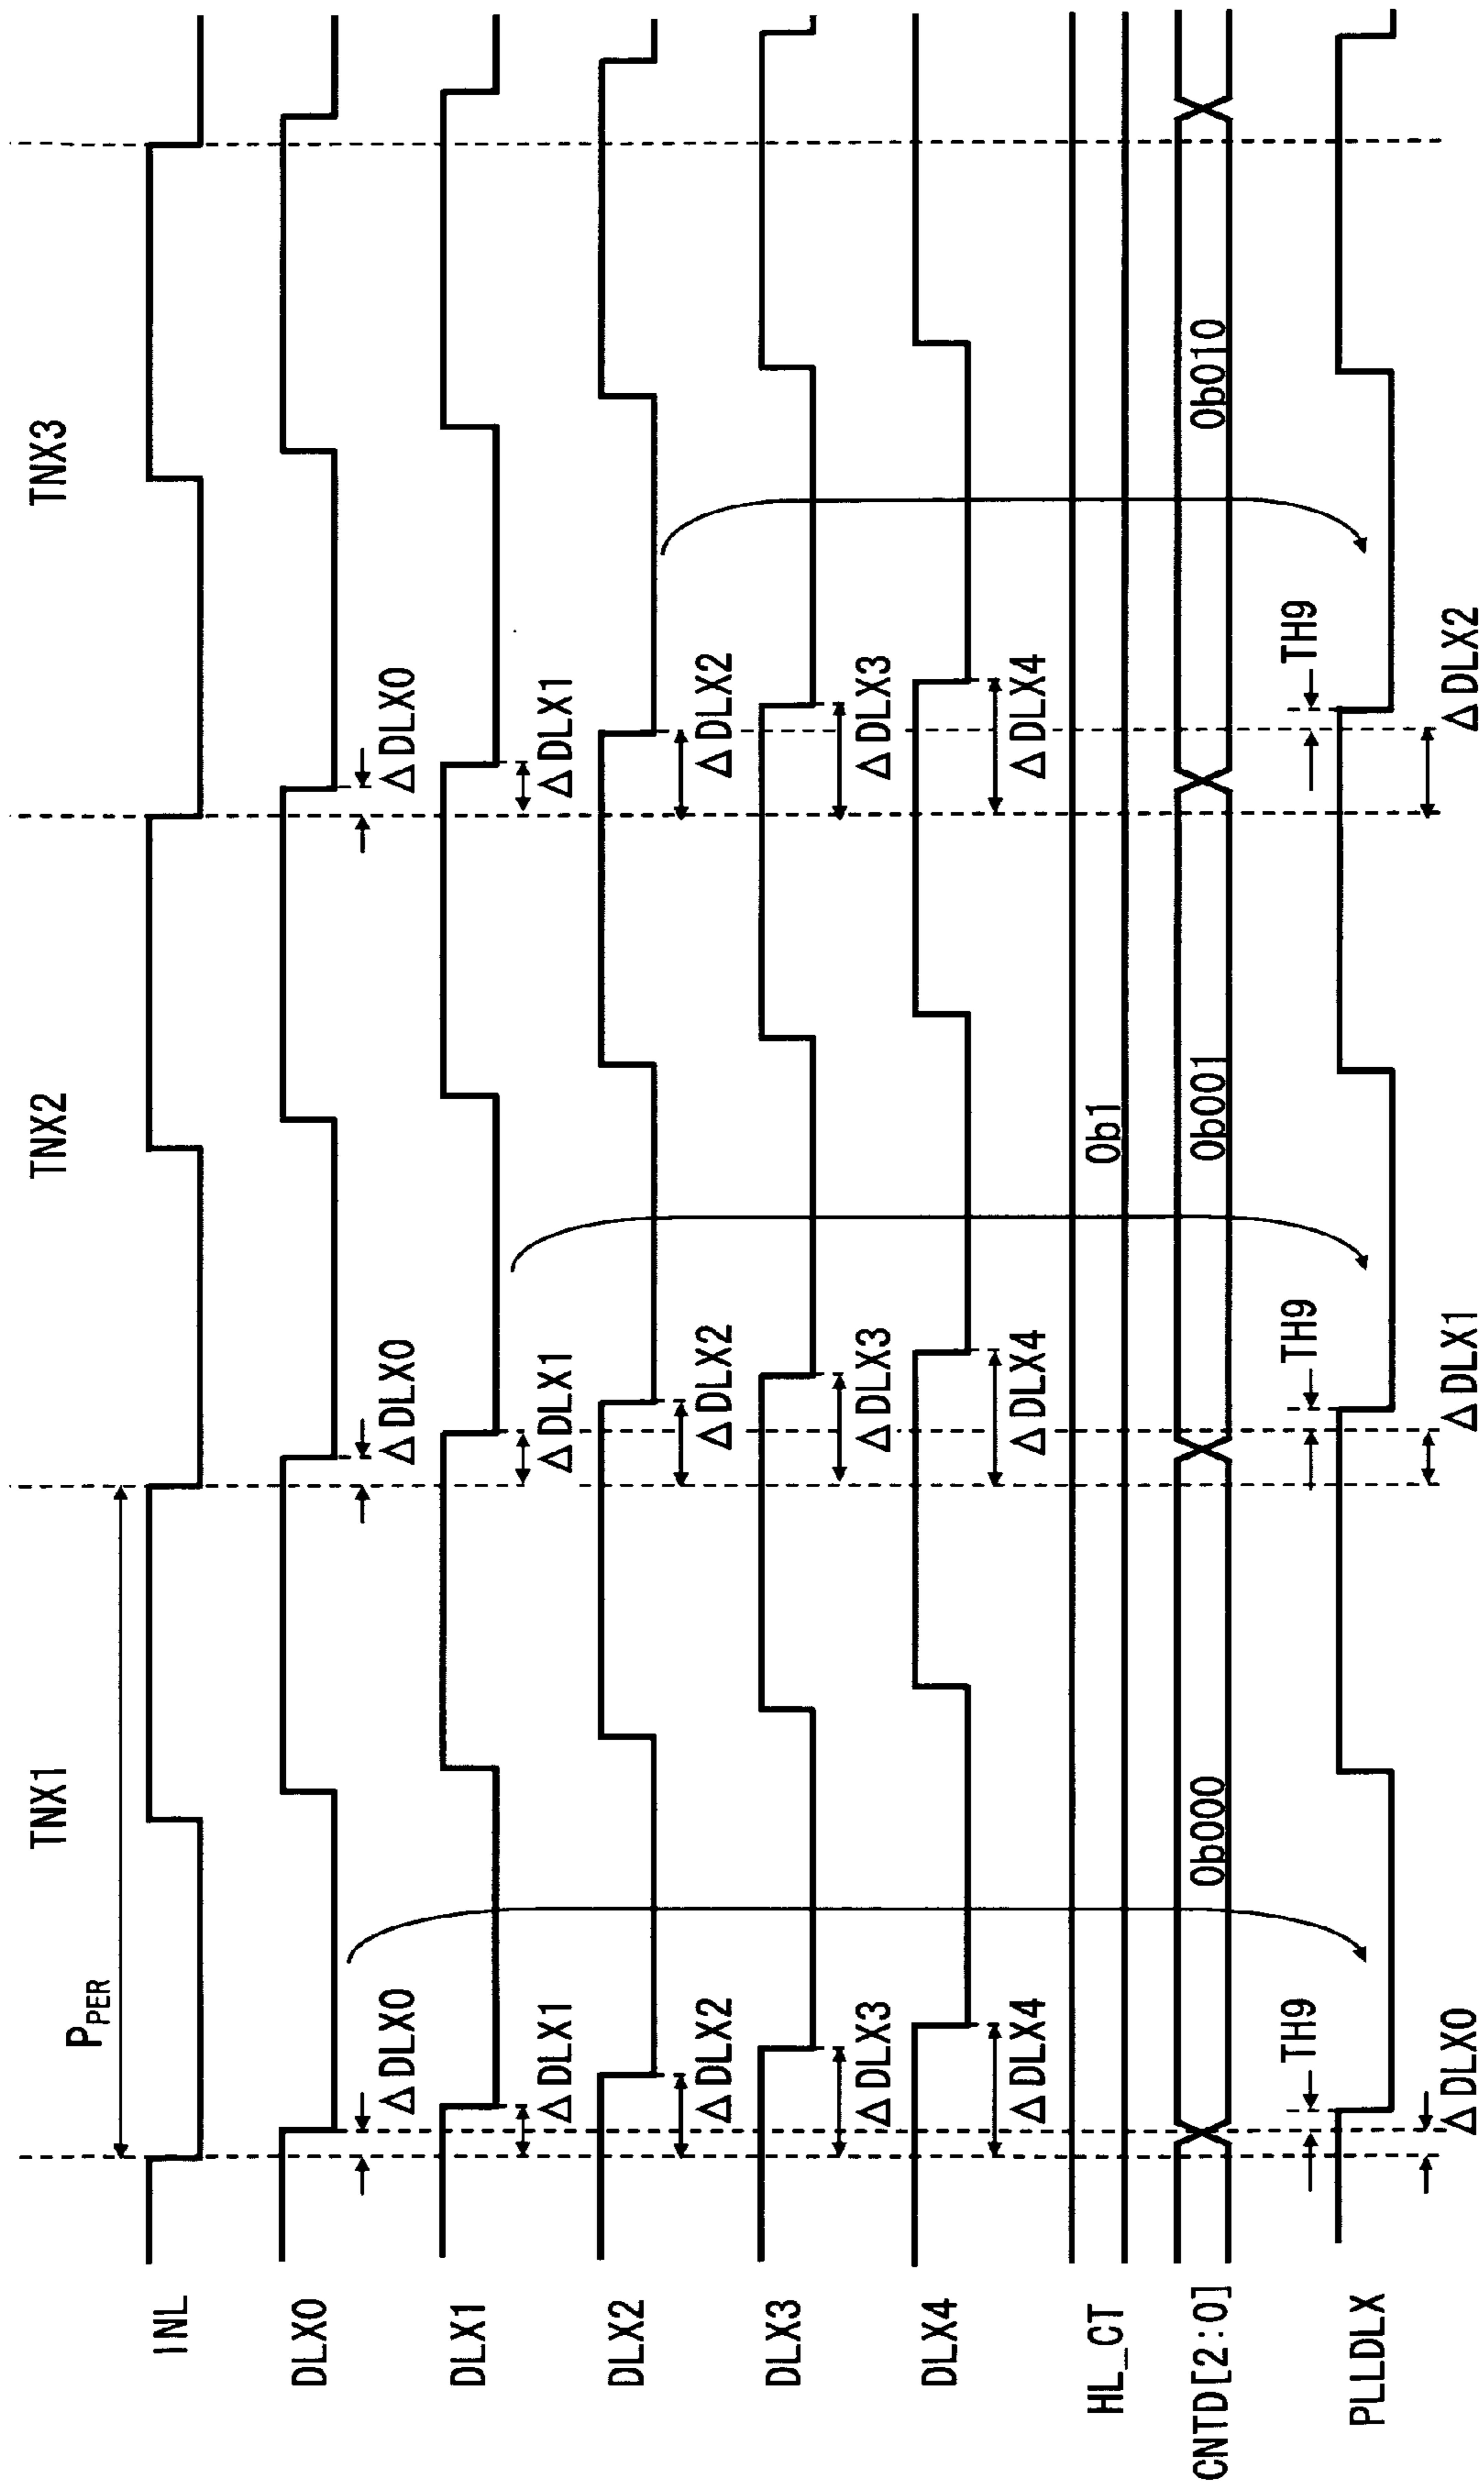 TNX1 TNX2 TNX3
P_PER
INL
DLX0
△DLX0 △DLX0 △DLX0
DLX1
△DLX1 △DLX1 △DLX1
DLX2
△DLX2 △DLX2 △DLX2
DLX3
△DLX3 △DLX3 △DLX3
DLX4
△DLX4 △DLX4 △DLX4
HL_CT 0b1
CNTD[2:0] 0b000 0b001 0b010
TH9 TH9 TH9
PLLDLX
△DLX0 △DLX1 △DLX2